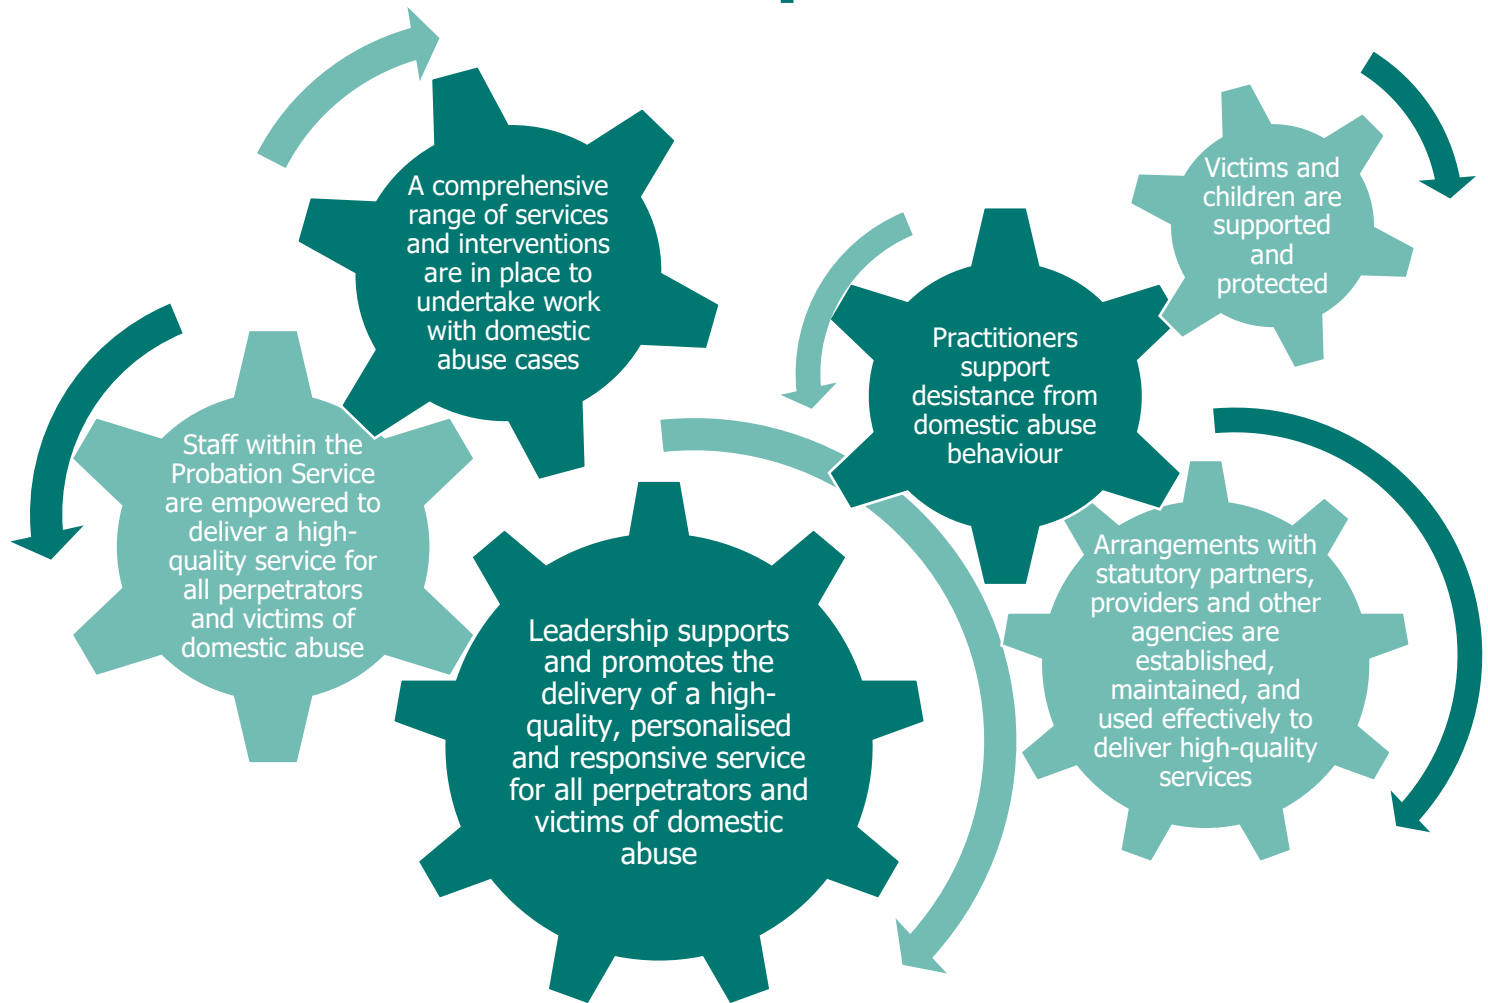 A comprehensive
range of services
and interventions
are in place to
undertake work
with domestic
abuse cases
Victims and
children are
supported
and
protected
Practitioners
support
desistance from
domestic abuse
behaviour
Staff within the
Probation Service
are empowered to
deliver a high-
quality service for
all perpetrators
and victims of
domestic abuse
Leadership supports
and promotes the
delivery of a high-
quality, personalised
and responsive service
for all perpetrators and
victims of domestic
abuse
Arrangements with
statutory partners,
providers and other
agencies are
established,
maintained, and
used effectively to
deliver high-quality
services